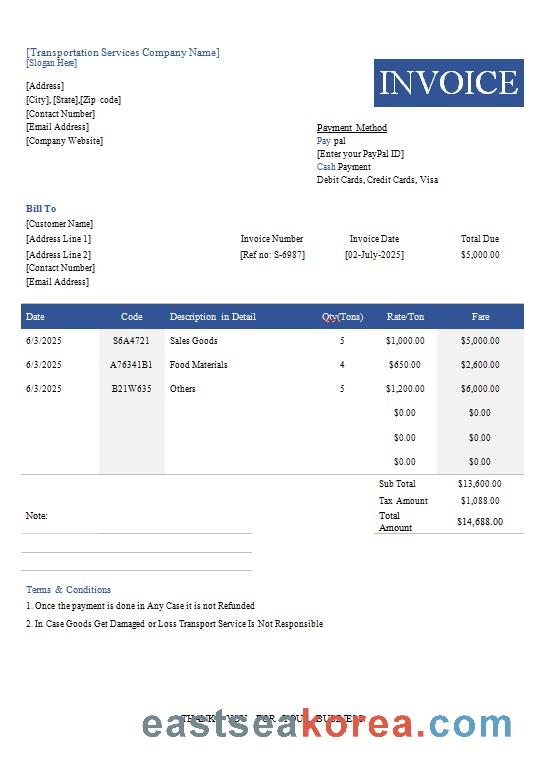 [Transportation Services Company Name]
[Slogan Here]
INVOICE
[Address]
[City], [State],[Zip code]
[Contact Number]
[Email Address]
[Company Website]
Payment Method
Pay pal
[Enter your PayPal ID]
Cash Payment
Debit Cards, Credit Cards, Visa
Bill To
[Customer Name]
[Address Line 1] Invoice Number Invoice Date Total Due
[Address Line 2] [Ref no: S-6987] [02-July-2025] $5,000.00
[Contact Number]
[Email Address]
Date Code Description in Detail Qty(Tons) Rate/Ton Fare
6/3/2025 S6A4721 Sales Goods 5 $1,000.00 $5,000.00
6/3/2025 A76341B1 Food Materials 4 $650.00 $2,600.00
6/3/2025 B21W635 Others 5 $1,200.00 $6,000.00
$0.00 $0.00
$0.00 $0.00
$0.00 $0.00
Sub Total $13,600.00
Tax Amount $1,088.00
Note:
Total Amount $14,688.00
Terms & Conditions
1. Once the payment is done in Any Case it is not Refunded
2. In Case Goods Get Damaged or Loss Transport Service Is Not Responsible
THANK YOU FOR YOUR BUSINESS
eastseakorea.com